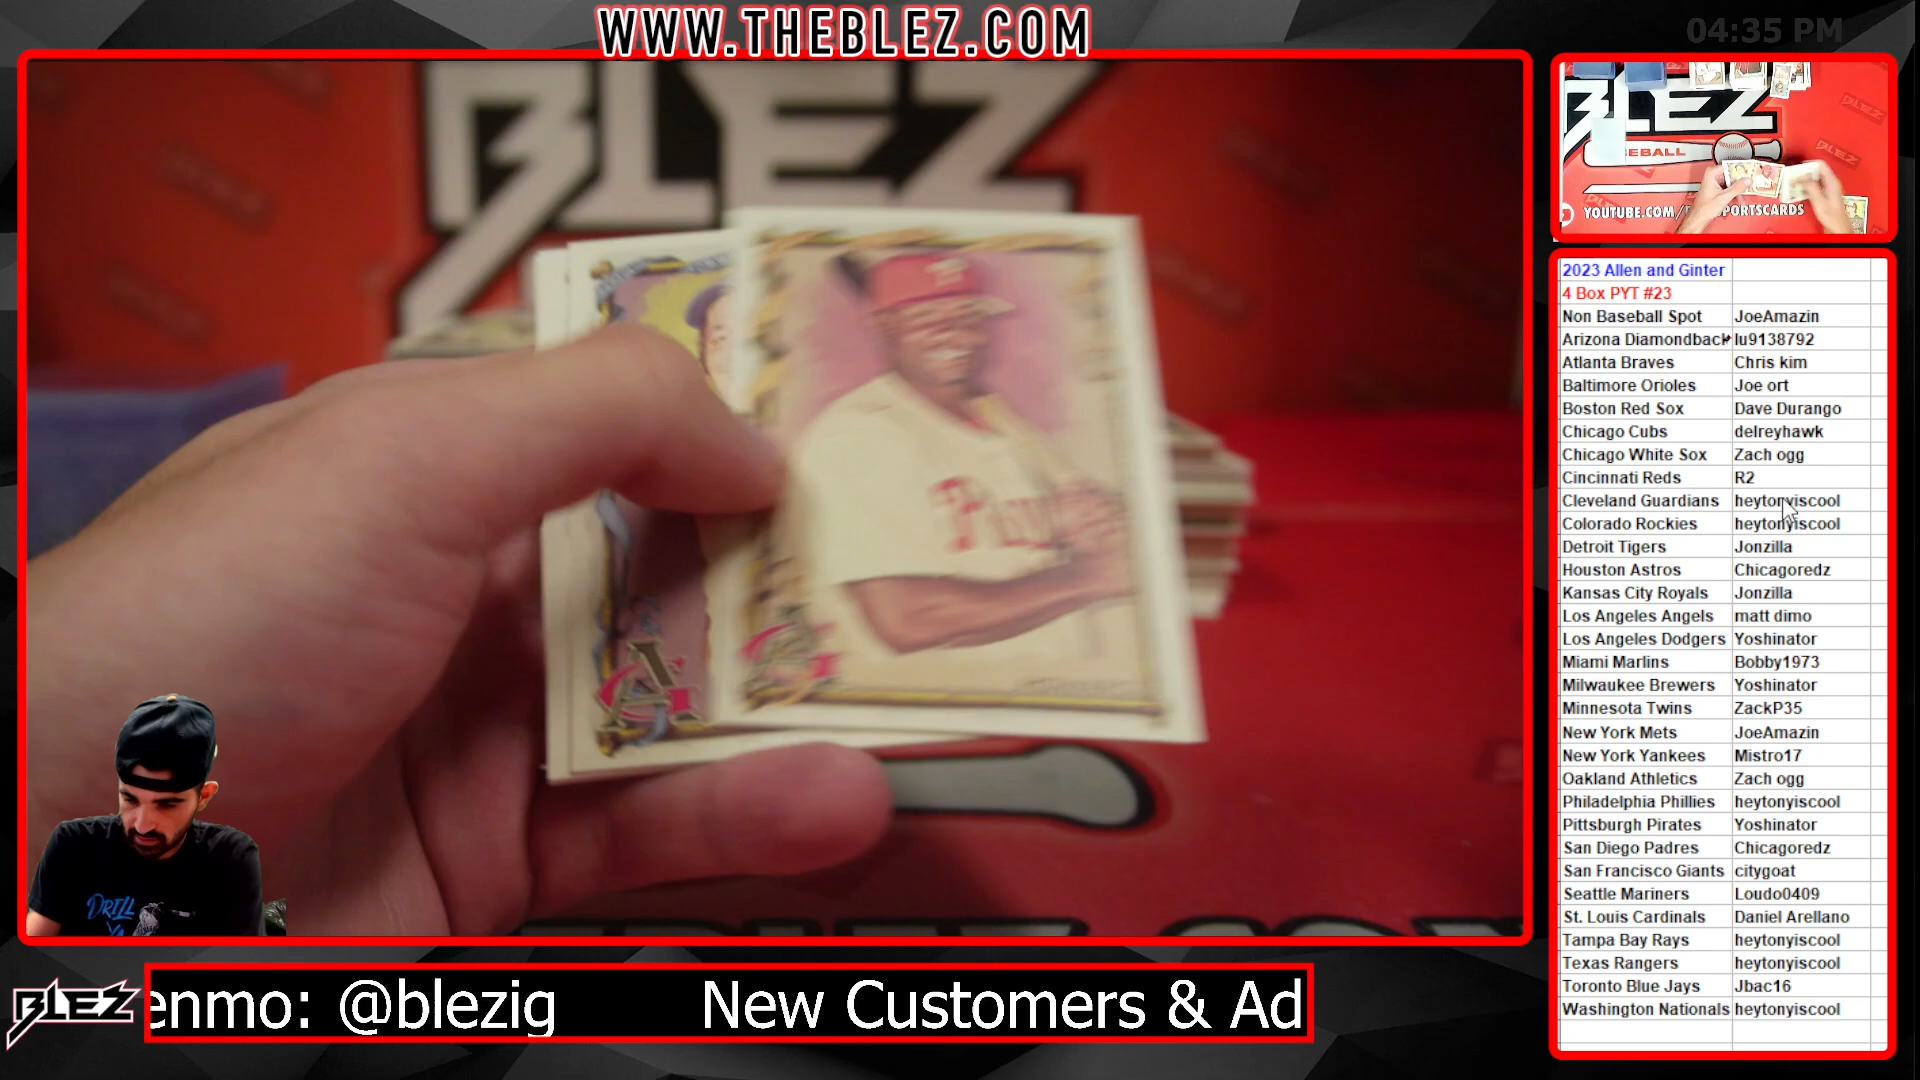 WWW.THEBLEZ.COM
04:35 PM
BLEZ
BLEZ
BASEBALL
YOUTUBE.COM/
SPORTSCARDS
2023 Allen and Ginter
4 Box PYT #23
Non Baseball Spot JoeAmazin
Arizona Diamondback lu9138792
Atlanta Braves Chris kim
Baltimore Orioles Joe ort
Boston Red Sox Dave Durango
Chicago Cubs delreyhawk
Chicago White Sox Zach ogg
Cincinnati Reds R2
Cleveland Guardians heytonyiscool
Colorado Rockies heytonyiscool
Detroit Tigers Jonzilla
Houston Astros Chicagoredz
Kansas City Royals Jonzilla
Los Angeles Angels matt dimo
Los Angeles Dodgers Yoshinator
Miami Marlins Bobby1973
Milwaukee Brewers Yoshinator
Minnesota Twins ZackP35
New York Mets JoeAmazin
New York Yankees Mistro17
Oakland Athletics Zach ogg
Philadelphia Phillies heytonyiscool
Pittsburgh Pirates Yoshinator
San Diego Padres Chicagoredz
San Francisco Giants citygoat
Seattle Mariners Loudo0409
St. Louis Cardinals Daniel Arellano
Tampa Bay Rays heytonyiscool
Texas Rangers heytonyiscool
Toronto Blue Jays Jbac16
Washington Nationals heytonyiscool
DRILL
BLEZ
enmo: @blezig New Customers & Ad